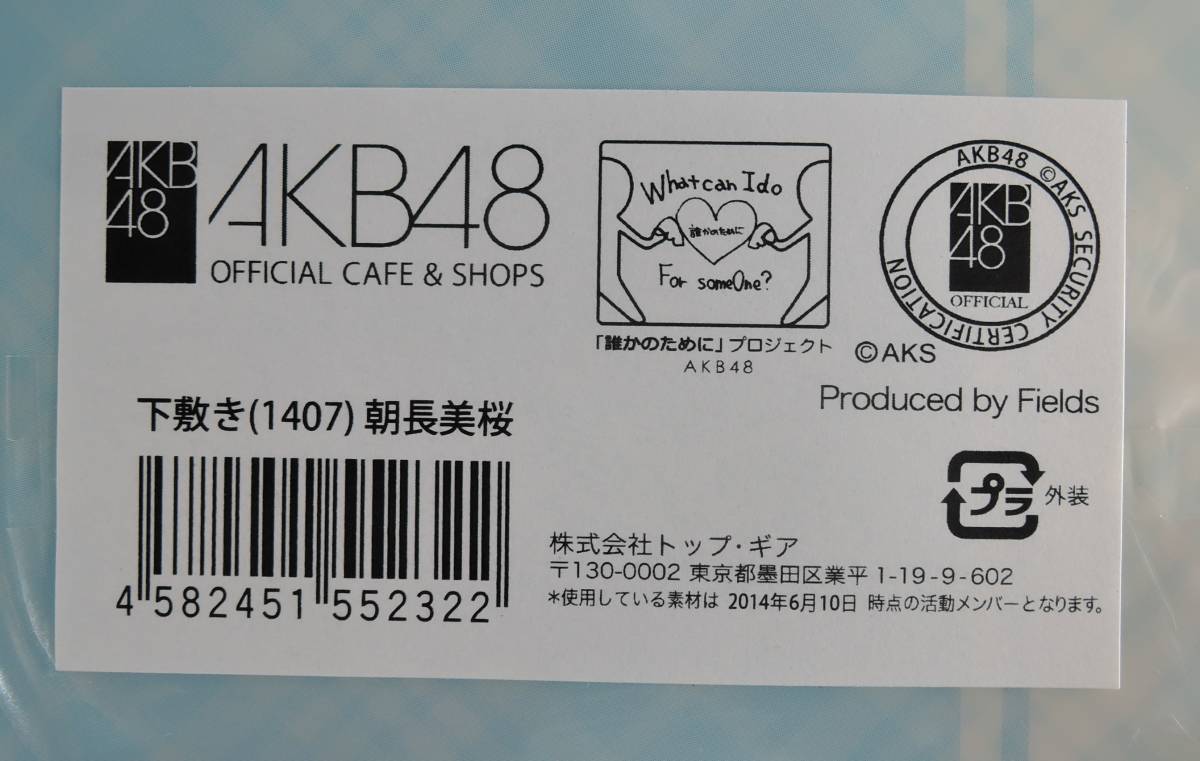 AKB
48
AKB48
OFFICIAL CAFE & SHOPS
What can I do
誰かのために
For someOne?
「誰かのために」プロジェクト
AKB48
AKB48 ©AKS SECURITY CERTIFICATION
AKB
48
OFFICIAL
©AKS
Produced by Fields
下敷き(1407) 朝長美桜
4 582451 552322
プラ
外装
株式会社トップ・ギア
〒130-0002 東京都墨田区業平 1-19-9-602
*使用している素材は 2014年6月10日 時点の活動メンバーとなります。